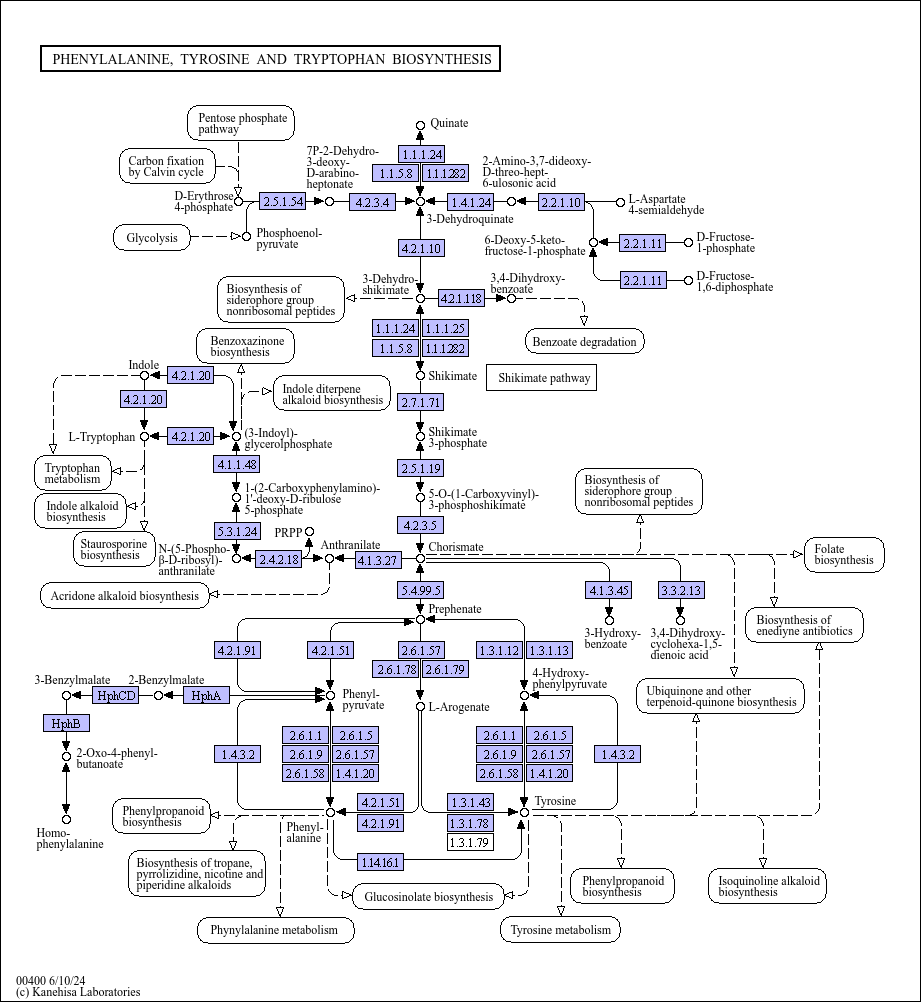 PHENYLALANINE, TYROSINE AND TRYPTOPHAN BIOSYNTHESIS
Pentose phosphate
pathway
Quinate
Carbon fixation
by Calvin cycle
7P-2-Dehydro-
3-deoxy-
D-arabino-
heptonate
1.1.1.24
1.1.5.8
1.1.1.282
2-Amino-3,7-dideoxy-
D-threo-hept-
6-ulosonic acid
D-Erythrose
4-phosphate
2.5.1.54
4.2.3.4
1.4.1.24
2.2.1.10
L-Aspartate
4-semialdehyde
3-Dehydroquinate
Glycolysis
Phosphoenol-
pyruvate
4.2.1.10
6-Deoxy-5-keto-
fructose-1-phosphate
2.2.1.11
D-Fructose-
1-phosphate
2.2.1.11
D-Fructose-
1,6-diphosphate
Biosynthesis of
siderophore group
nonribosomal peptides
3-Dehydro-
shikimate
4.2.1.118
3,4-Dihydroxy-
benzoate
1.1.1.24
1.1.1.25
1.1.5.8
1.1.1.282
Benzoate degradation
Benzoxazinone
biosynthesis
Indole
4.2.1.20
Shikimate
Shikimate pathway
4.2.1.20
Indole diterpene
alkaloid biosynthesis
2.7.1.71
L-Tryptophan
4.2.1.20
(3-Indoyl)-
glycerolphosphate
Shikimate
3-phosphate
Tryptophan
metabolism
4.1.1.48
2.5.1.19
Indole alkaloid
biosynthesis
1-(2-Carboxyphenylamino)-
1'-deoxy-D-ribulose
5-phosphate
5-O-(1-Carboxyvinyl)-
3-phosphoshikimate
Biosynthesis of
siderophore group
nonribosomal peptides
Staurosporine
biosynthesis
5.3.1.24
PRPP
4.2.3.5
N-(5-Phospho-
β-D-ribosyl)-
anthranilate
2.4.2.18
Anthranilate
4.1.3.27
Chorismate
Folate
biosynthesis
Acridone alkaloid biosynthesis
5.4.99.5
4.1.3.45
3.3.2.13
Prephenate
3-Hydroxy-
benzoate
3,4-Dihydroxy-
cyclohexa-1,5-
dienoic acid
Biosynthesis of
enediyne antibiotics
4.2.1.91
4.2.1.51
2.6.1.57
2.6.1.78
2.6.1.79
1.3.1.12
1.3.1.13
3-Benzylmalate
2-Benzylmalate
HphCD
HphA
Phenyl-
pyruvate
4-Hydroxy-
phenylpyruvate
Ubiquinone and other
terpenoid-quinone biosynthesis
HphB
L-Arogenate
2-Oxo-4-phenyl-
butanoate
1.4.3.2
2.6.1.1
2.6.1.5
2.6.1.9
2.6.1.57
2.6.1.58
1.4.1.20
2.6.1.1
2.6.1.5
2.6.1.9
2.6.1.57
2.6.1.58
1.4.1.20
1.4.3.2
Homo-
phenylalanine
Phenylpropanoid
biosynthesis
Phenyl-
alanine
4.2.1.51
4.2.1.91
1.3.1.43
1.3.1.78
1.3.1.79
Tyrosine
1.14.16.1
Biosynthesis of tropane,
pyrrolizidine, nicotine and
piperidine alkaloids
Glucosinolate biosynthesis
Phenylpropanoid
biosynthesis
Isoquinoline alkaloid
biosynthesis
Phynylalanine metabolism
Tyrosine metabolism
00400 6/10/24
(c) Kanehisa Laboratories